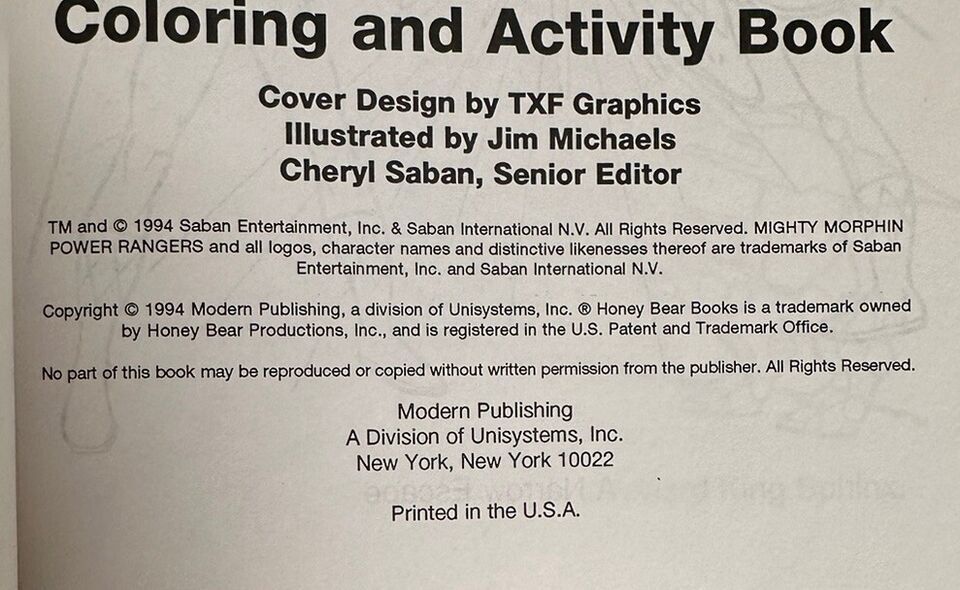 Coloring and Activity Book
Cover Design by TXF Graphics
Illustrated by Jim Michaels
Cheryl Saban, Senior Editor
TM and © 1994 Saban Entertainment, Inc. & Saban International N.V. All Rights Reserved. MIGHTY MORPHIN
POWER RANGERS and all logos, character names and distinctive likenesses thereof are trademarks of Saban
Entertainment, Inc. and Saban International N.V.
Copyright © 1994 Modern Publishing, a division of Unisystems, Inc. ® Honey Bear Books is a trademark owned
by Honey Bear Productions, Inc., and is registered in the U.S. Patent and Trademark Office.
No part of this book may be reproduced or copied without written permission from the publisher. All Rights Reserved.
Modern Publishing
A Division of Unisystems, Inc.
New York, New York 10022
Printed in the U.S.A.